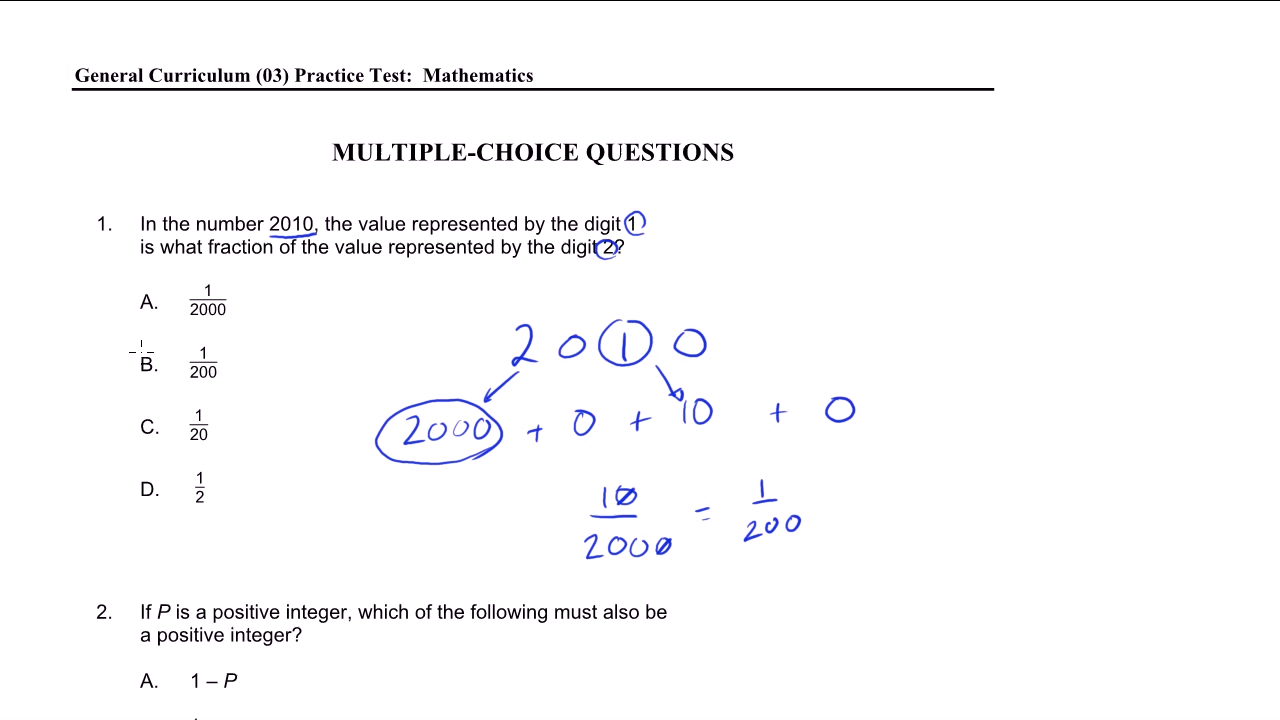 General Curriculum (03) Practice Test: Mathematics
MULTIPLE-CHOICE QUESTIONS
1. In the number 2010, the value represented by the digit 1
is what fraction of the value represented by the digit 2?
A. 1/2000
B. 1/200
C. 1/20
D. 1/2
2 0 1 0
2000 + 0 + 10 + 0
10/2000 = 1/200
2. If P is a positive integer, which of the following must also be
a positive integer?
A. 1 – P